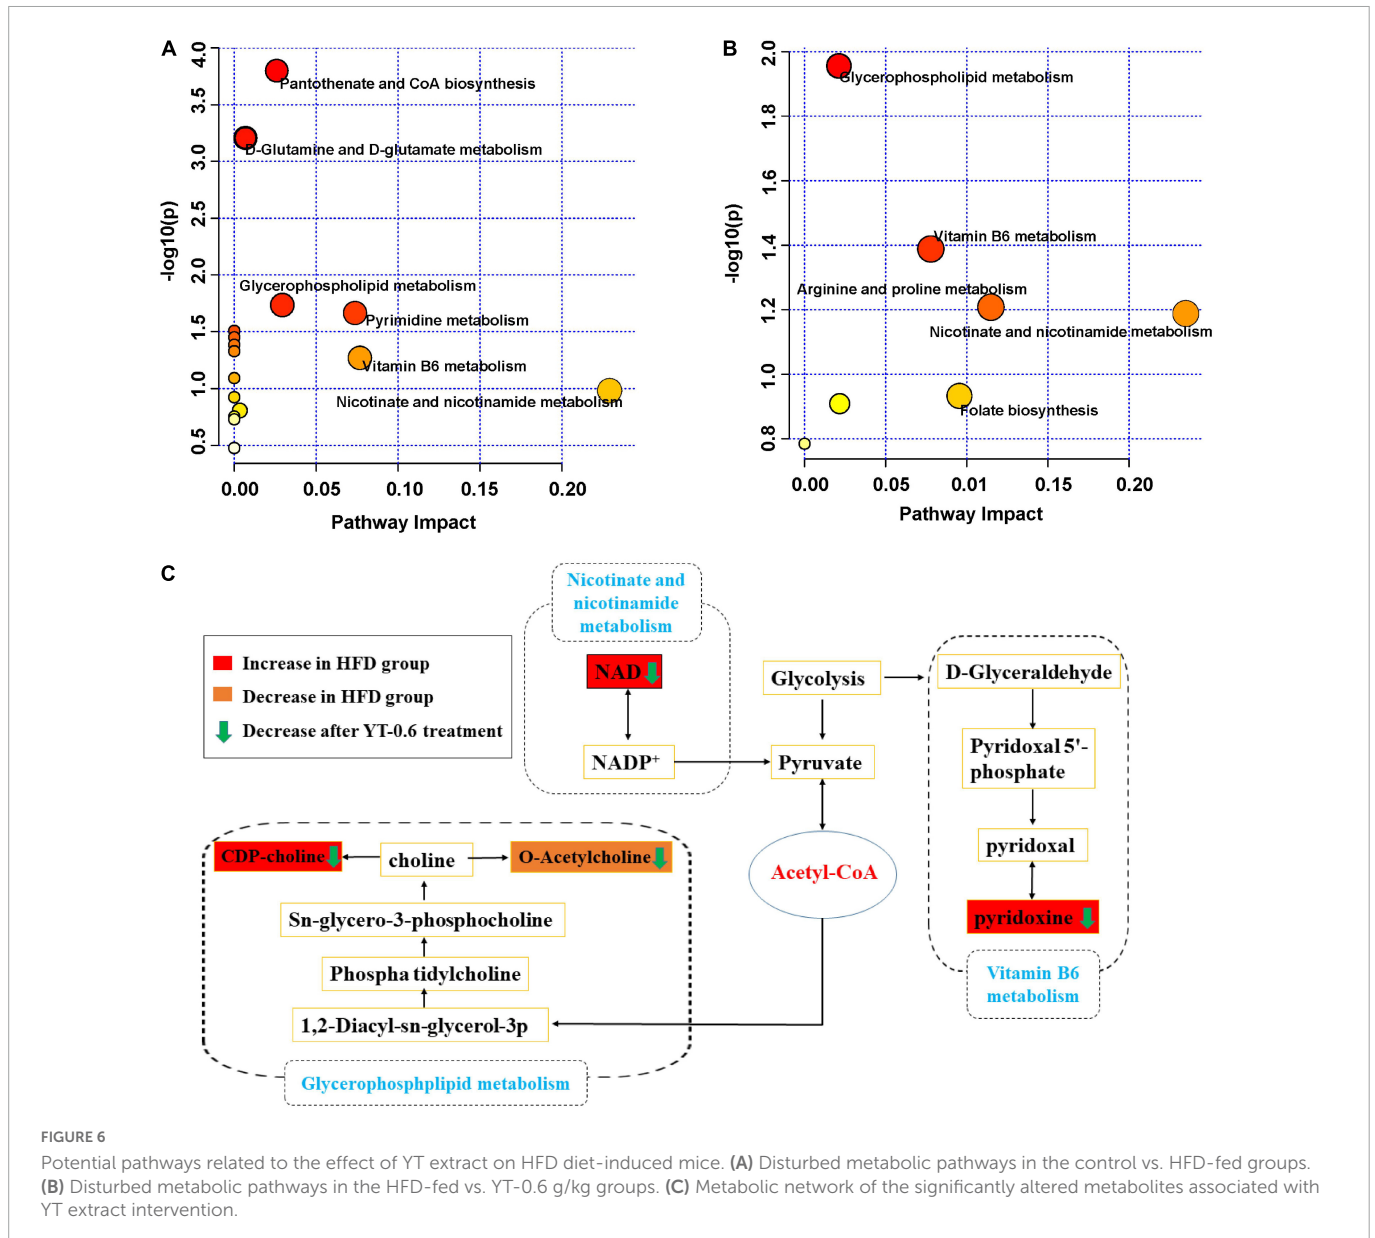 A
4.0
3.5
3.0
2.5
2.0
1.5
1.0
0.5
-log10(p)
Pantothenate and CoA biosynthesis
D-Glutamine and D-glutamate metabolism
Glycerophospholipid metabolism
Pyrimidine metabolism
Vitamin B6 metabolism
Nicotinate and nicotinamide metabolism
0.00 0.05 0.10 0.15 0.20
Pathway Impact
B
2.0
1.8
1.6
1.4
1.2
1.0
0.8
-log10(p)
Glycerophospholipid metabolism
Vitamin B6 metabolism
Arginine and proline metabolism
Nicotinate and nicotinamide metabolism
Folate biosynthesis
0.00 0.05 0.01 0.15 0.20
Pathway Impact
C
Increase in HFD group
Decrease in HFD group
Decrease after YT-0.6 treatment
Nicotinate and
nicotinamide
metabolism
NAD
NADP+
Glycolysis
Pyruvate
Acetyl-CoA
D-Glyceraldehyde
Pyridoxal 5'-
phosphate
pyridoxal
pyridoxine
Vitamin B6
metabolism
CDP-choline
choline
O-Acetylcholine
Sn-glycero-3-phosphocholine
Phospha tidylcholine
1,2-Diacyl-sn-glycerol-3p
Glycerophosphplipid metabolism
FIGURE 6
Potential pathways related to the effect of YT extract on HFD diet-induced mice. (A) Disturbed metabolic pathways in the control vs. HFD-fed groups.
(B) Disturbed metabolic pathways in the HFD-fed vs. YT-0.6 g/kg groups. (C) Metabolic network of the significantly altered metabolites associated with
YT extract intervention.